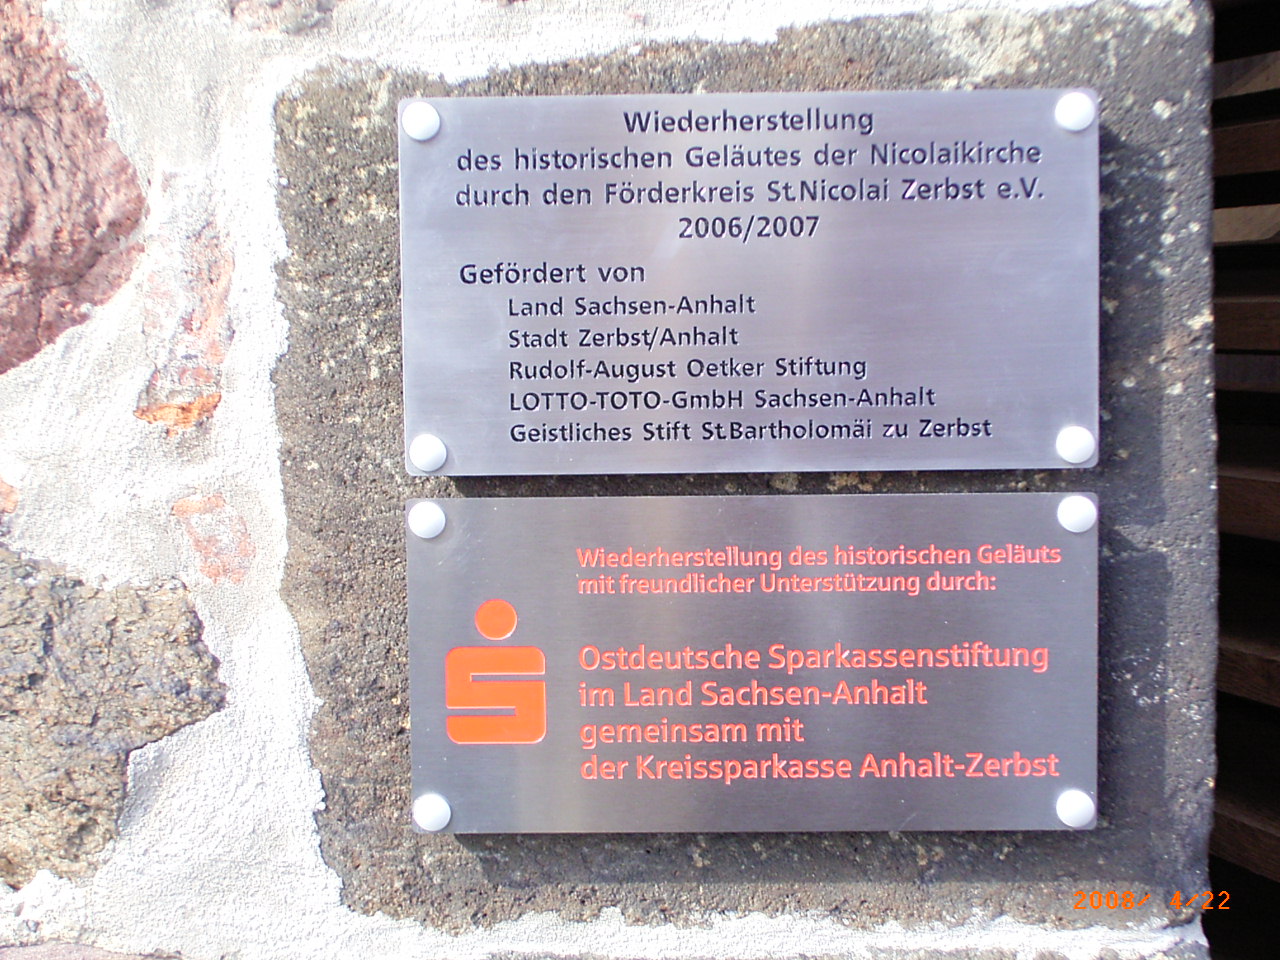 Wiederherstellung
des historischen Geläutes der Nicolaikirche
durch den Förderkreis St.Nicolai Zerbst e.V.
2006/2007
Gefördert von
Land Sachsen-Anhalt
Stadt Zerbst/Anhalt
Rudolf-August Oetker Stiftung
LOTTO-TOTO-GmbH Sachsen-Anhalt
Geistliches Stift St.Bartholomäi zu Zerbst
Wiederherstellung des historischen Geläuts
mit freundlicher Unterstützung durch:
Ostdeutsche Sparkassenstiftung
im Land Sachsen-Anhalt
gemeinsam mit
der Kreissparkasse Anhalt-Zerbst
2008/ 4/22